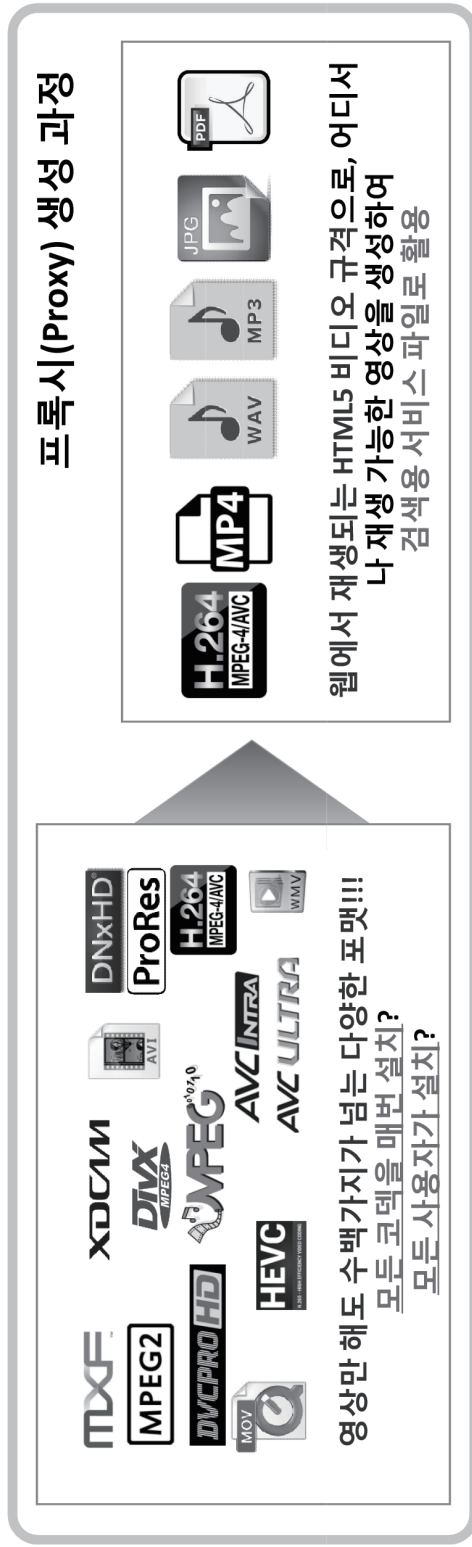 프록시(Proxy) 생성 과정
MXF
XDCAM
AVI
DNxHD
ProRes
MPEG2
DIVX
MPEG4
H.264
MPEG-4/AVC
DVCPRO HD
MPEG
AVC INTRA
AVC ULTRA
WMV
MOV
HEVC
H.265 - HIGH EFFICIENCY VIDEO CODING
영상만 해도 수백가지가 넘는 다양한 포맷!!!
모든 코덱을 매번 설치?
모든 사용자가 설치?
H.264
MPEG-4/AVC
MP4
WAV
MP3
JPG
PDF
웹에서 재생되는 HTML5 비디오 규격으로, 어디서
나 재생 가능한 영상을 생성하여
검색용 서비스 파일로 활용